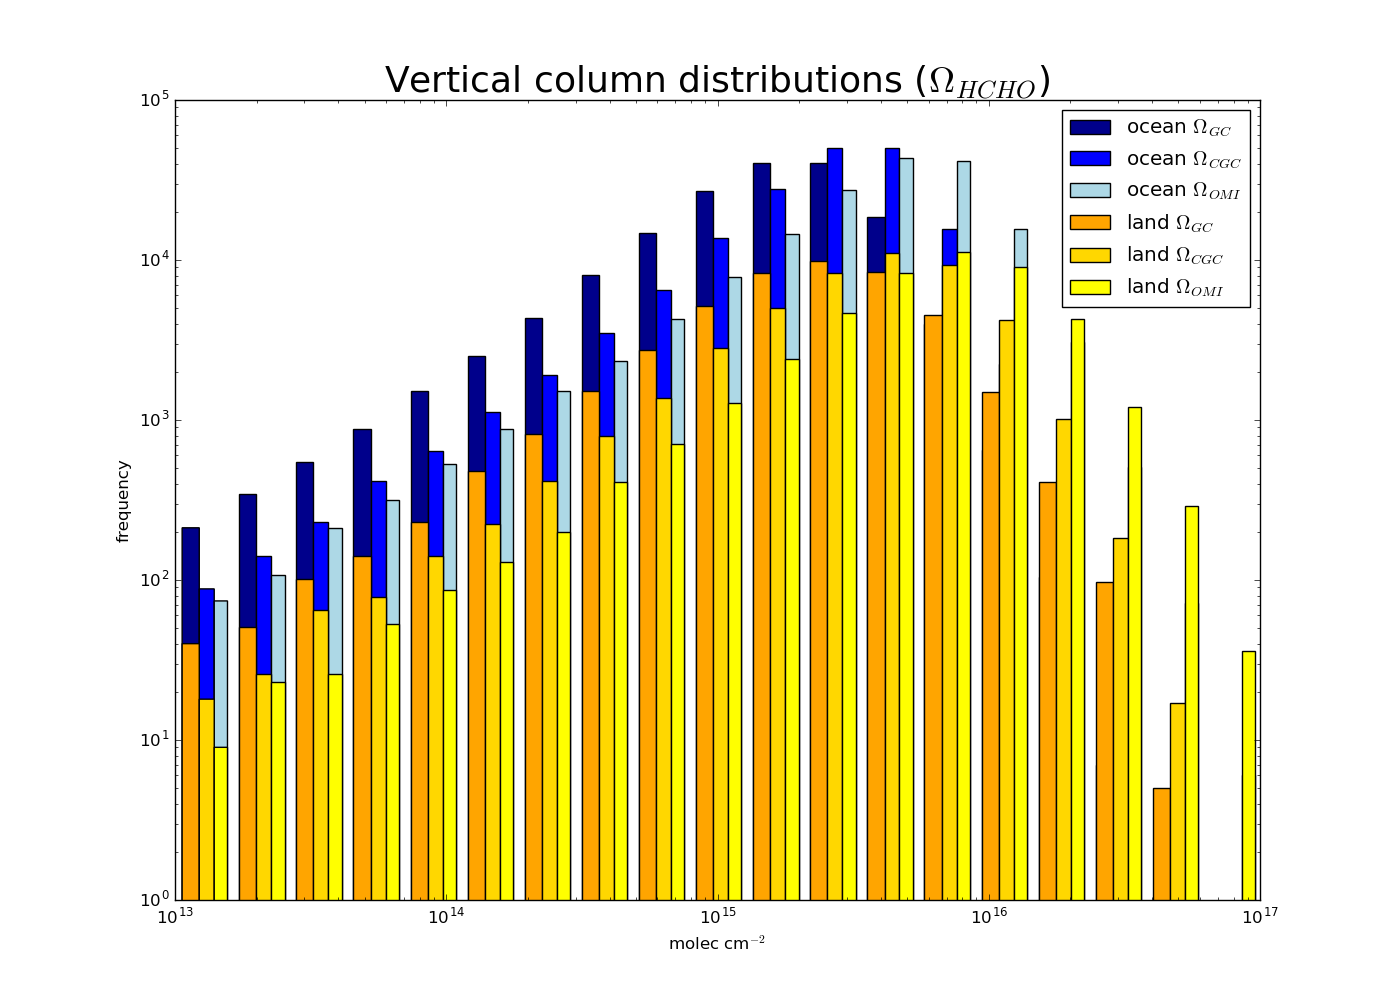 Vertical column distributions (Ω_HCHO)
10^5
10^4
10^3
10^2
10^1
10^0
frequency
10^13 10^14 10^15 10^16 10^17
molec cm^−2
ocean Ω_GC
ocean Ω_CGC
ocean Ω_OMI
land Ω_GC
land Ω_CGC
land Ω_OMI